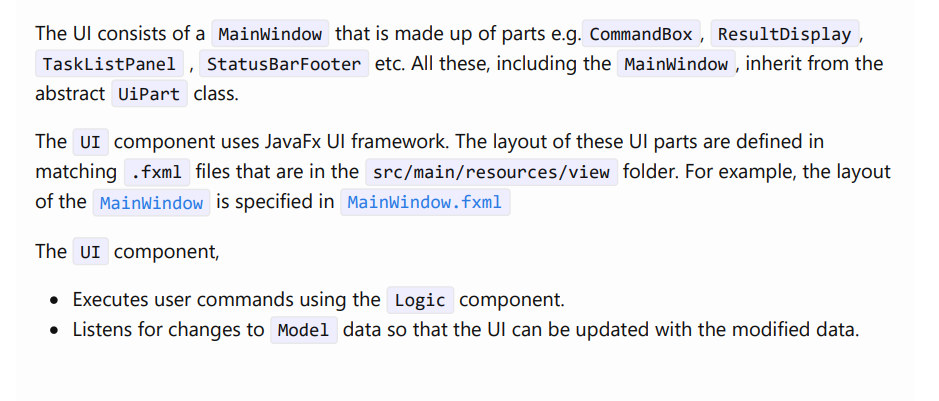 The UI consists of a MainWindow that is made up of parts e.g. CommandBox , ResultDisplay ,
TaskListPanel , StatusBarFooter etc. All these, including the MainWindow , inherit from the
abstract UiPart class.
The UI component uses JavaFx UI framework. The layout of these UI parts are defined in
matching .fxml files that are in the src/main/resources/view folder. For example, the layout
of the MainWindow is specified in MainWindow.fxml
The UI component,
• Executes user commands using the Logic component.
• Listens for changes to Model data so that the UI can be updated with the modified data.